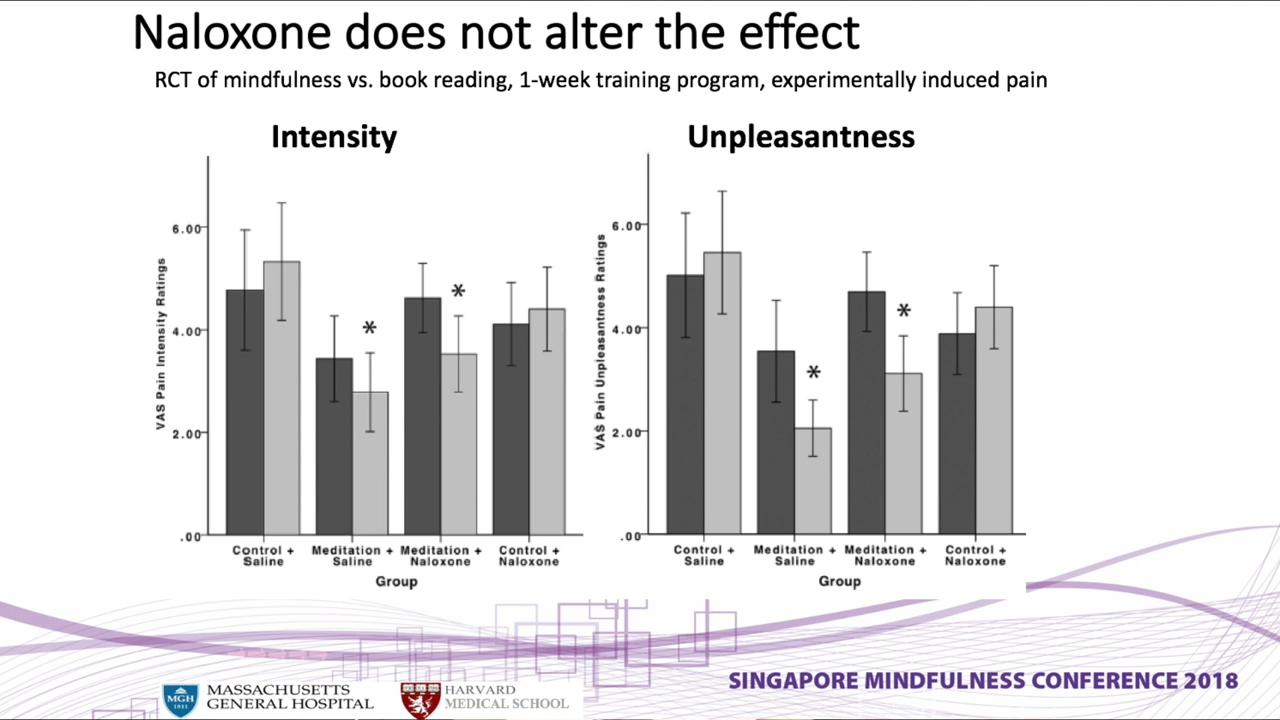 Naloxone does not alter the effect
RCT of mindfulness vs. book reading, 1-week training program, experimentally induced pain
Intensity
VAS Pain Intensity Ratings
6.00
4.00
2.00
.00
*
*
Control +
Saline
Meditation +
Saline
Meditation +
Naloxone
Control +
Naloxone
Group
Unpleasantness
VAS Pain Unpleasantness Ratings
6.00
4.00
2.00
.00
*
*
Control +
Saline
Meditation +
Saline
Meditation +
Naloxone
Control +
Naloxone
Group
MGH
1811
MASSACHUSETTS
GENERAL HOSPITAL
HARVARD
MEDICAL SCHOOL
SINGAPORE MINDFULNESS CONFERENCE 2018